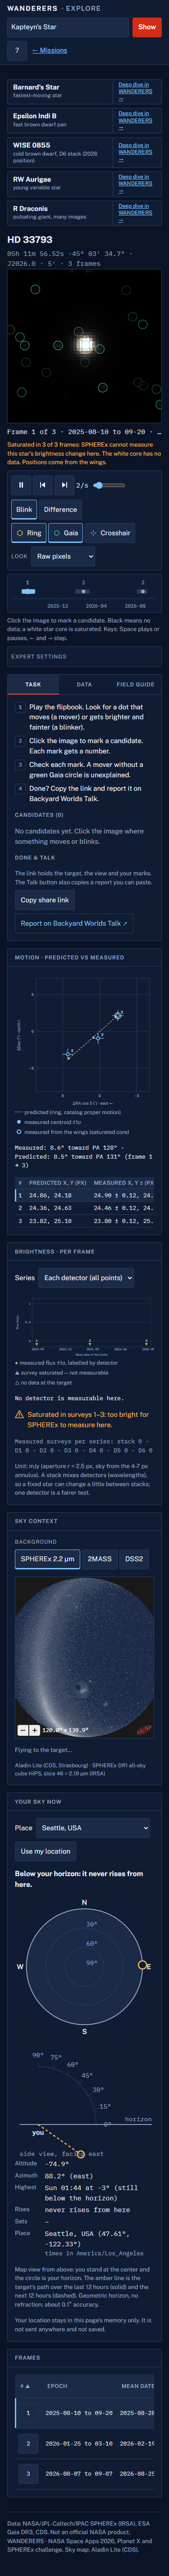 WANDERERS · EXPLORE
Kapteyn's Star
Show
?
← Missions
Barnard's Star
fastest-moving star
Deep dive in
WANDERERS
→
Epsilon Indi B
fast brown dwarf pair
Deep dive in
WANDERERS
→
WISE 0855
cold brown dwarf, D6 stack (2026
position)
Deep dive in
WANDERERS
→
RW Aurigae
young variable star
Deep dive in
WANDERERS
→
R Draconis
pulsating giant, many images
Deep dive in
WANDERERS
→
HD 33793
05h 11m 56.52s -45° 03' 34.7" ·
J2026.0 · 5' · 3 frames
Frame 1 of 3 · 2025-08-10 to 09-20 · …
Saturated in 3 of 3 frames: SPHEREx cannot measure
this star's brightness change here. The white core has no
data. Positions come from the wings.
2/s
Blink
Difference
Ring
Gaia
Crosshair
LOOK
Raw pixels
1
2
3
2025-12
2026-04
2026-08
Click the image to mark a candidate. Black means no
data, a white star core is saturated. Keys: Space plays or
pauses, ← and → step.
EXPERT SETTINGS
TASK
DATA
FIELD GUIDE
1 Play the flipbook. Look for a dot that
moves (a mover) or gets brighter and
fainter (a blinker).
2 Click the image to mark a candidate.
Each mark gets a number.
3 Check each mark. A mover without a
green Gaia circle is unexplained.
4 Done? Copy the link and report it on
Backyard Worlds Talk.
CANDIDATES (0)
No candidates yet. Click the image where
something moves or blinks.
DONE & TALK
The link holds the target, the view and your marks.
The Talk button also copies a report you can paste.
Copy share link
Report on Backyard Worlds Talk ↗
MOTION · PREDICTED VS MEASURED
predicted (ring, catalog proper motion)
measured centroid ±1σ
measured from the wings (saturated core)
Measured: 8.6" toward PA 128° ·
Predicted: 8.5" toward PA 131° (frame 1
→ 3)
# PREDICTED X, Y (PX) MEASURED X, Y ± (PX
1 24.86, 24.18 24.90 ± 0.12, 24.
2 24.36, 24.63 24.46 ± 0.12, 24.
3 23.82, 25.10 23.80 ± 0.12, 25.
BRIGHTNESS · PER FRAME
Series
Each detector (all points)
● measured flux ±1σ, labelled by detector
▲ survey saturated — not measurable
△ no data at the target
No detector is measurable here.
⚠ Saturated in surveys 1–3: too bright for
SPHEREx to measure here.
Measured surveys per series: stack 0 ·
D1 0 · D2 0 · D3 0 · D4 0 · D5 0 · D6 0
Unit: mJy (aperture r = 2.5 px, sky from the 4-7 px
annulus). A stack mixes detectors (wavelengths),
so a fixed star can change a little between stacks;
one detector is a fairer test.
SKY CONTEXT
BACKGROUND
SPHEREx 2.2 µm
2MASS
DSS2
120.0° × 139.9°
Flying to the target…
Aladin Lite (CDS, Strasbourg) · SPHEREx DR1 all-sky
cube HiPS, slice 46 = 2.19 µm (IRSA)
YOUR SKY NOW
Place
Seattle, USA
Use my location
Below your horizon: it never rises from
here.
N
30°
60°
90°
W
E
S
90°
75°
60°
45°
30°
15°
0°
horizon
you
side view, facing east
Altitude -74.9°
Azimuth 88.2° (east)
Highest Sun 01:44 at -3° (still
below the horizon)
Rises never rises from here
Sets —
Place Seattle, USA (47.61°,
-122.33°)
times in America/Los_Angeles
Map view from above: you stand at the center and
the circle is your horizon. The amber line is the
target's path over the last 12 hours (solid) and the
next 12 hours (dashed). Geometric horizon, no
refraction; about 0.1° accuracy.
Your location stays in this page's memory only. It is
not sent anywhere and not saved.
FRAMES
# ▲ EPOCH MEAN DATE
1 2025-08-10 to 09-20 2025-08-28
2 2026-01-25 to 03-10 2026-02-19
3 2026-08-07 to 09-07 2026-08-25
Data: NASA/JPL-Caltech/IPAC SPHEREx (IRSA), ESA
Gaia DR3, CDS. Not an official NASA product.
WANDERERS · NASA Space Apps 2026, Planet X and
SPHEREx challenge. Sky map: Aladin Lite (CDS).